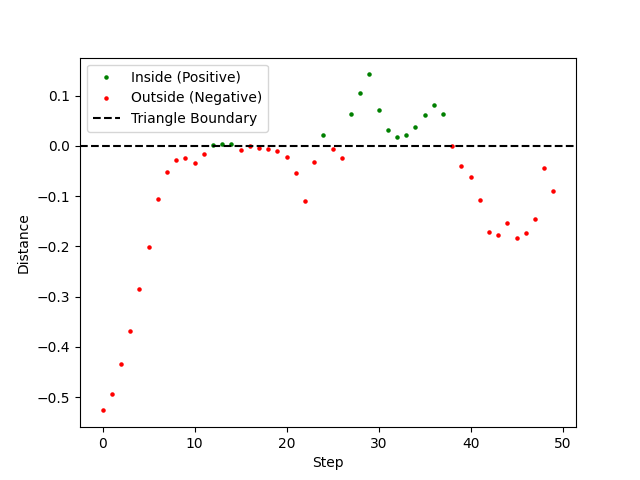 Inside (Positive)
Outside (Negative)
Triangle Boundary
0.1
0.0
−0.1
−0.2
−0.3
−0.4
−0.5
Distance
0 10 20 30 40 50
Step